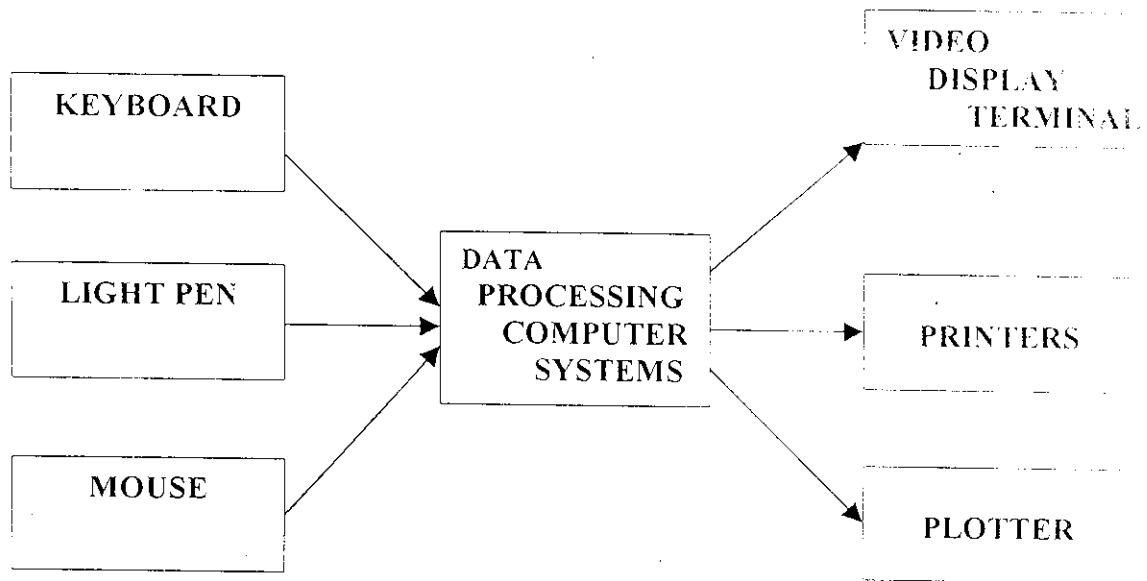 KEYBOARD
LIGHT PEN
MOUSE
DATA
PROCESSING
COMPUTER
SYSTEMS
VIDEO
DISPLAY
TERMINAL
PRINTERS
PLOTTER